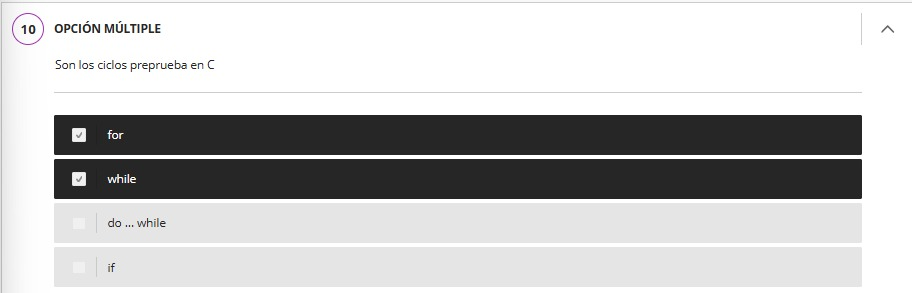 10 OPCIÓN MÚLTIPLE
Son los ciclos preprueba en C
for
while
do ... while
if